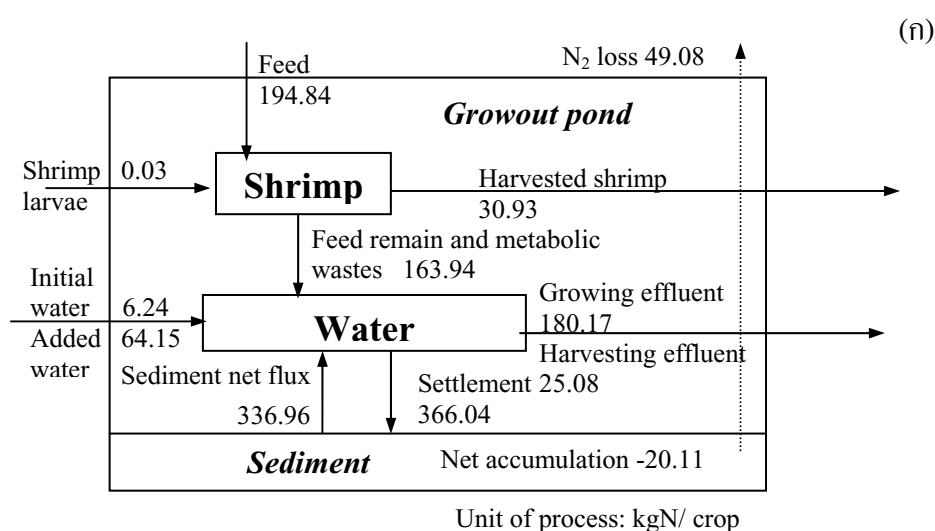 (ก)
N₂ loss 49.08
Feed
194.84
Growout pond
Shrimp
larvae
0.03
Shrimp
Harvested shrimp
30.93
Feed remain and metabolic
wastes 163.94
Initial
water
6.24
Added
water
64.15
Water
Growing effluent
180.17
Harvesting effluent
25.08
Sediment net flux
336.96
Settlement
366.04
Sediment
Net accumulation -20.11
Unit of process: kgN/ crop